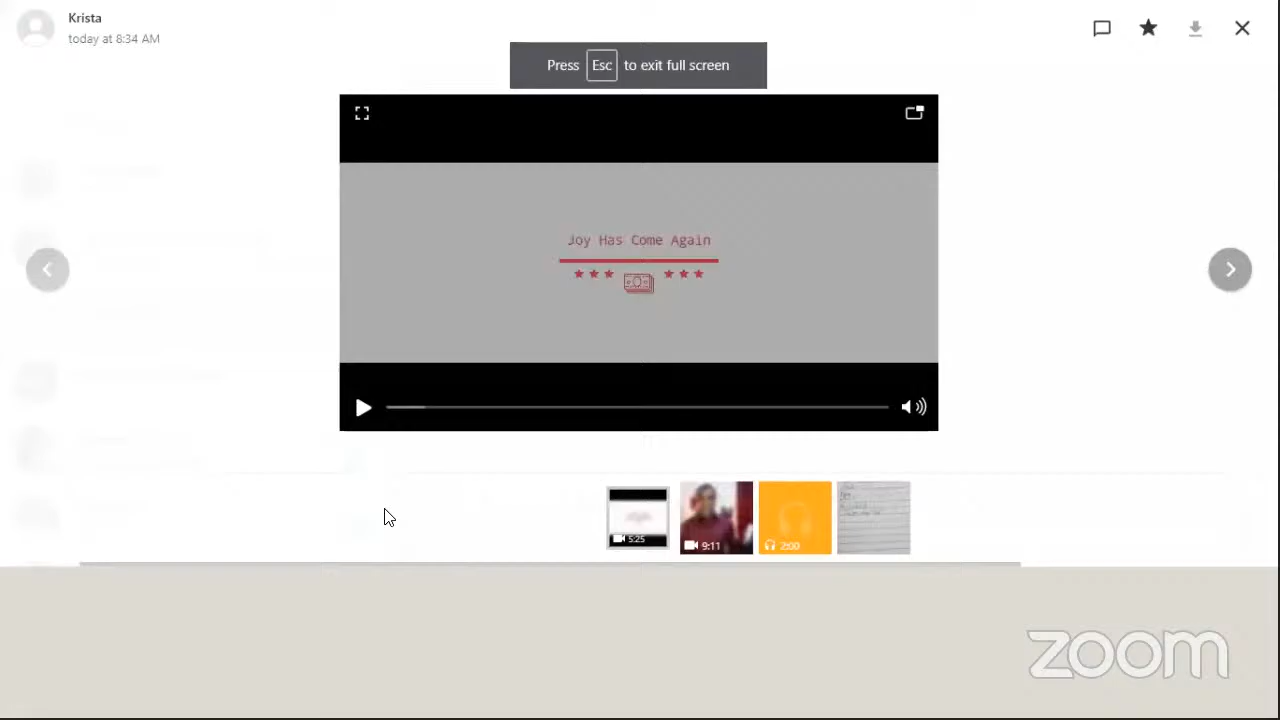 Krista
today at 8:34 AM
Press Esc to exit full screen
Joy Has Come Again
5:25
9:11
2:00
zoom